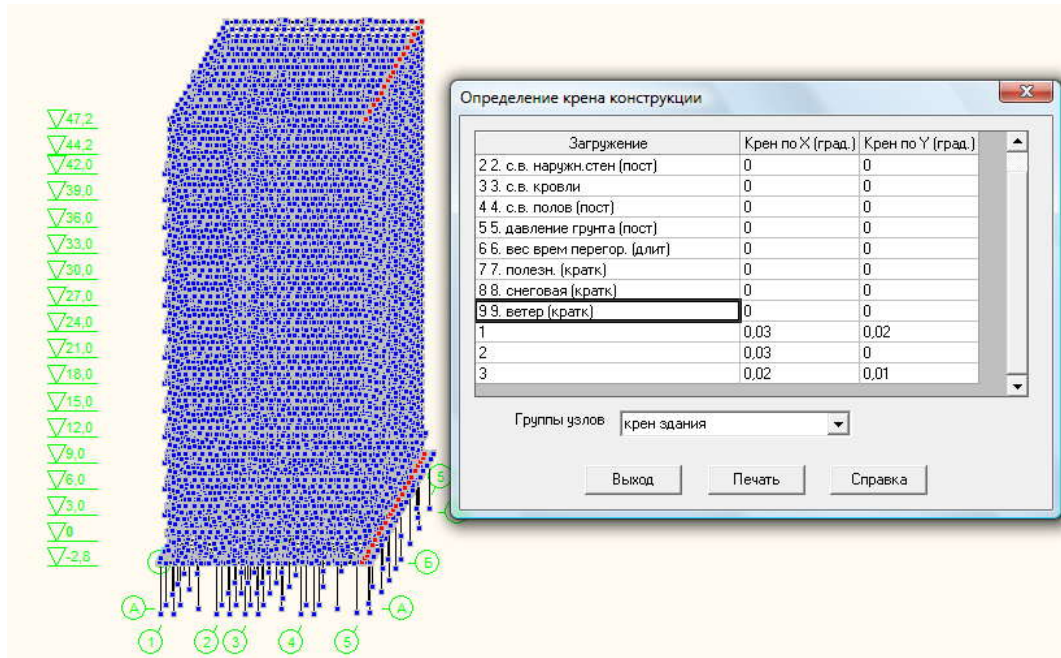 Определение крена конструкции
Загружение Крен по X (град.) Крен по Y (град.)
2 2. с.в. наружн.стен (пост) 0 0
3 3. с.в. кровли 0 0
4 4. с.в. полов (пост) 0 0
5 5. давление грунта (пост) 0 0
6 6. вес врем перегор. (длит) 0 0
7 7. полезн. (кратк) 0 0
8 8. снеговая (кратк) 0 0
9 9. ветер (кратк) 0 0
1 0,03 0,02
2 0,03 0
3 0,02 0,01
Группы узлов крен здания
Выход Печать Справка
47,2
44,2
42,0
39,0
36,0
33,0
30,0
27,0
24,0
21,0
18,0
15,0
12,0
9,0
6,0
3,0
0
-2,8
5
Б
А А
1 2 3 4 5